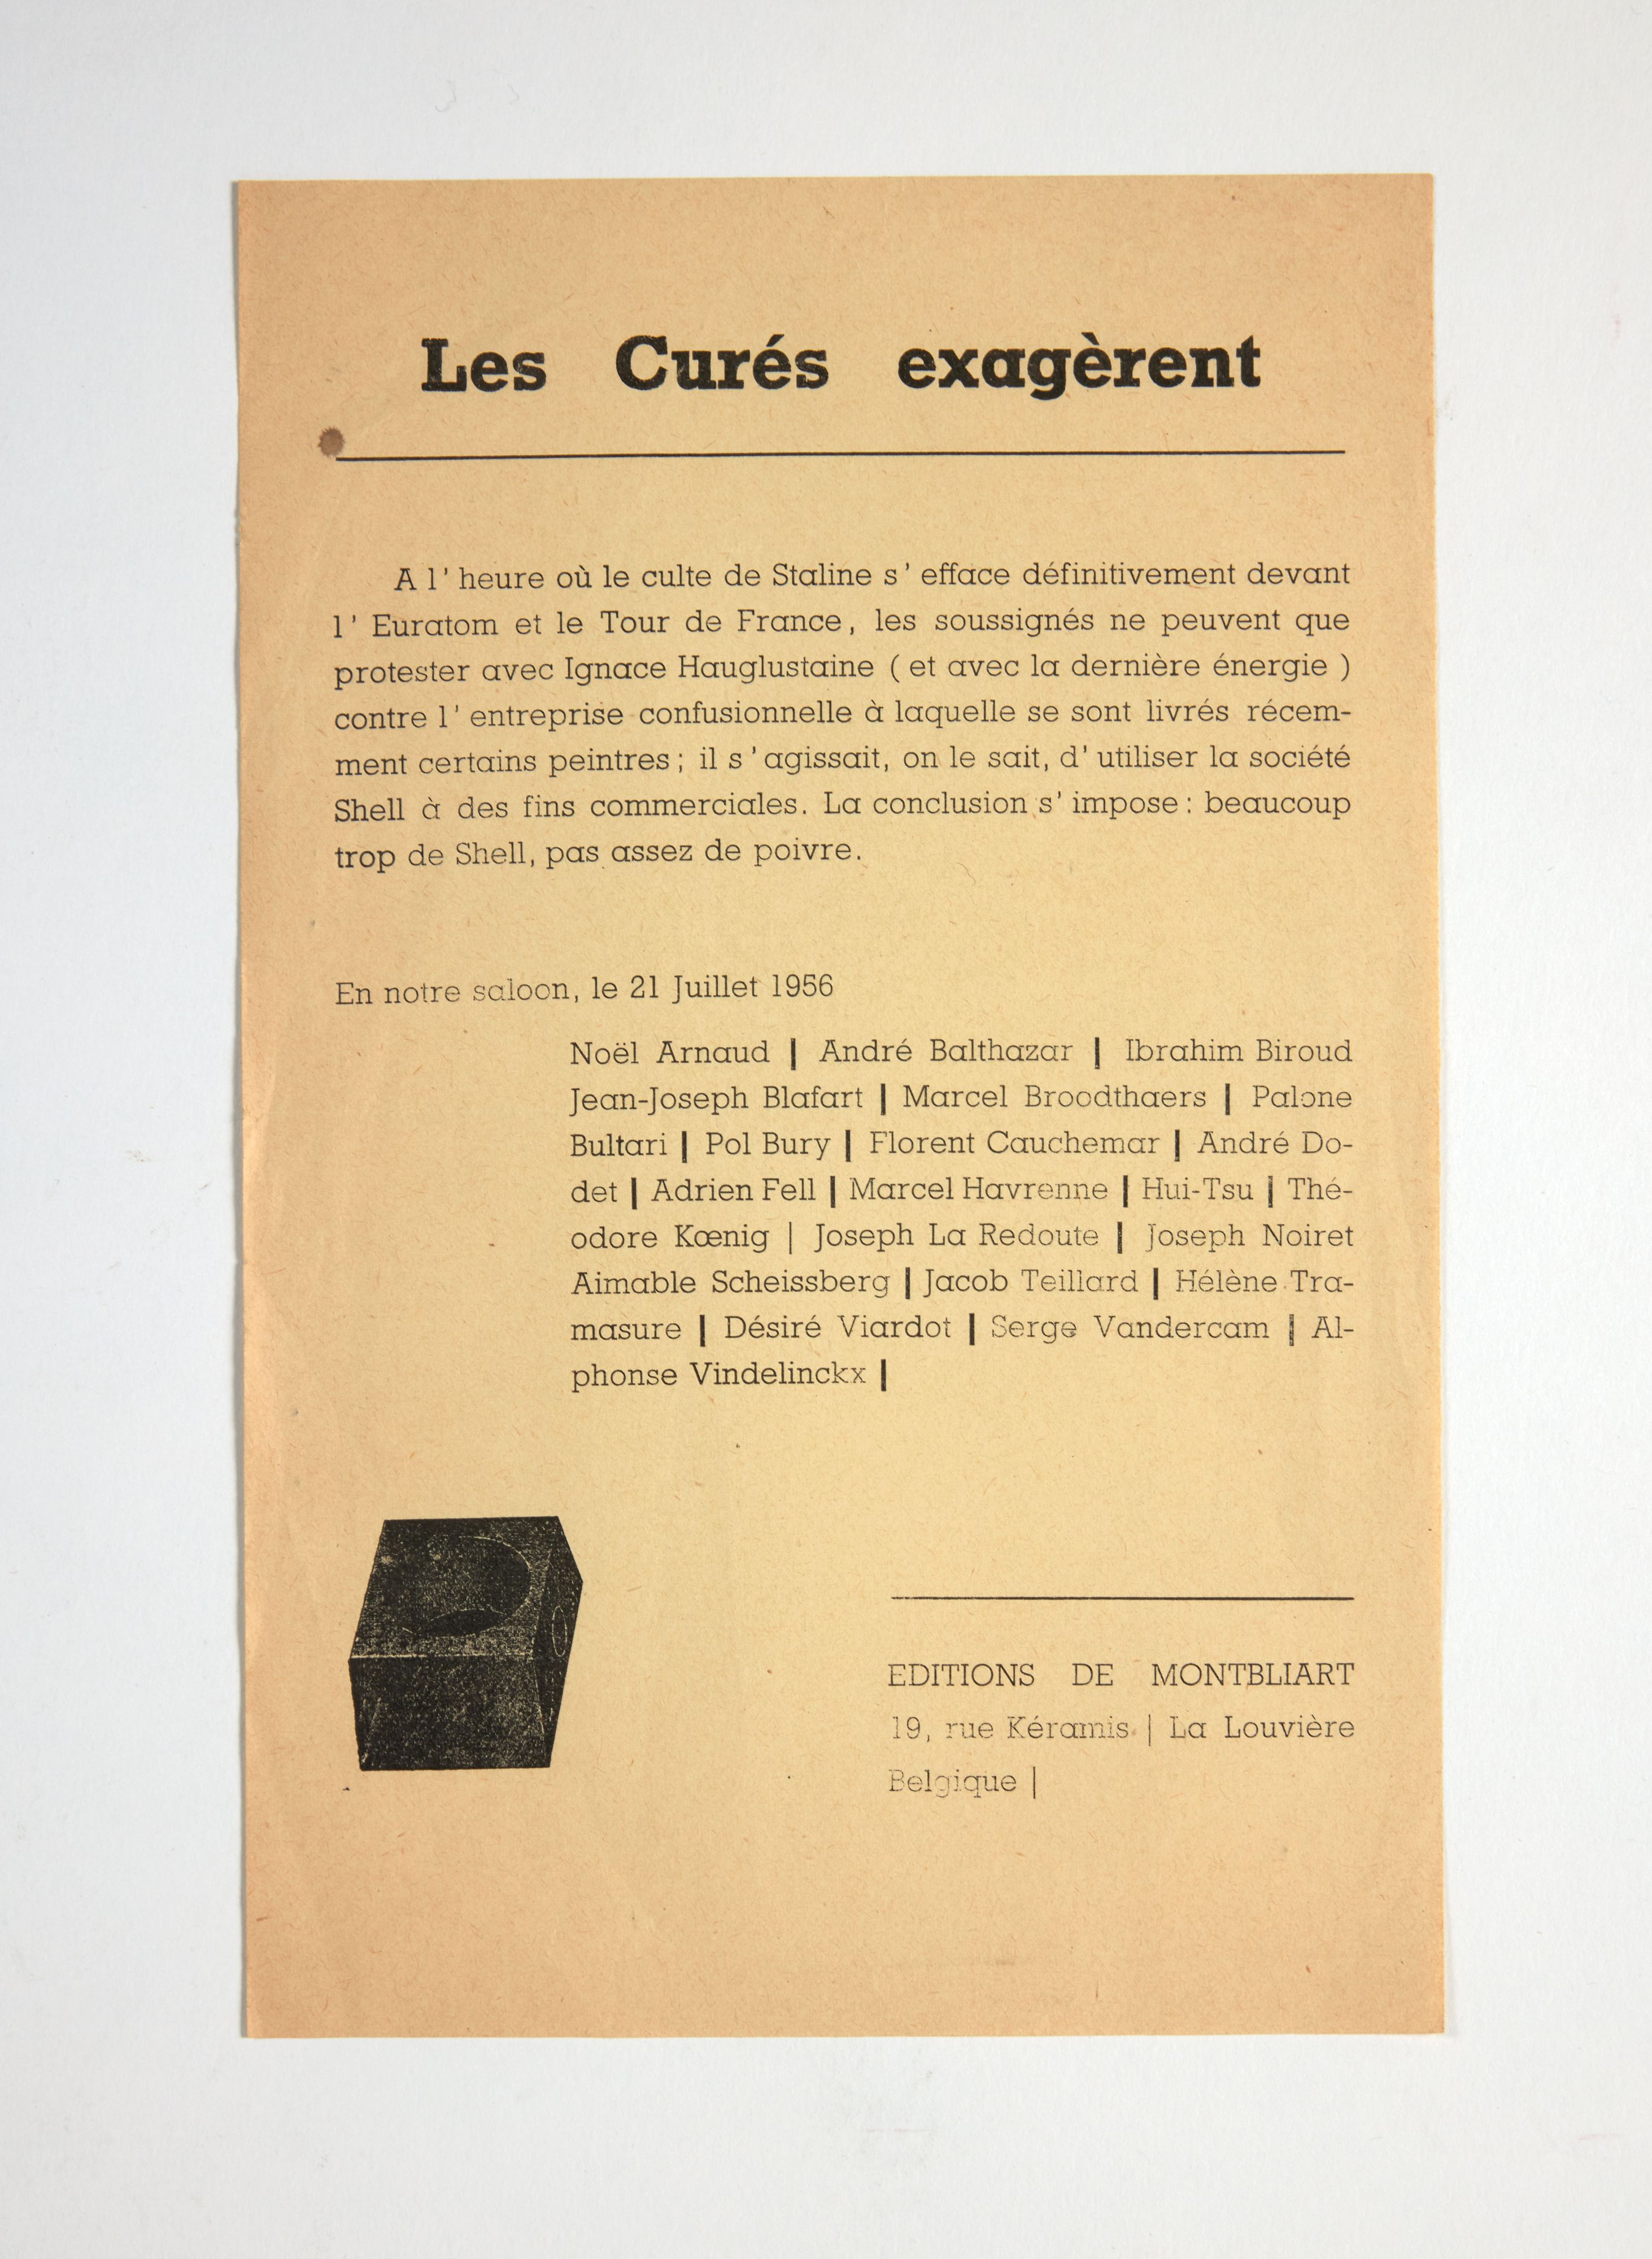 Les Curés exagèrent
A l' heure où le culte de Staline s' efface définitivement devant
l' Euratom et le Tour de France, les soussignés ne peuvent que
protester avec Ignace Hauglustaine ( et avec la dernière énergie )
contre l' entreprise confusionnelle à laquelle se sont livrés récem-
ment certains peintres ; il s' agissait, on le sait, d' utiliser la société
Shell à des fins commerciales. La conclusion s' impose : beaucoup
trop de Shell, pas assez de poivre.
En notre saloon, le 21 Juillet 1956
Noël Arnaud | André Balthazar | Ibrahim Biroud
Jean-Joseph Blafart | Marcel Broodthaers | Palone
Bultari | Pol Bury | Florent Cauchemar | André Do-
det | Adrien Fell | Marcel Havrenne | Hui-Tsu | Thé-
odore Kœnig | Joseph La Redoute | Joseph Noiret
Aimable Scheissberg | Jacob Teillard | Hélène Tra-
masure | Désiré Viardot | Serge Vandercam | Al-
phonse Vindelinckx |
EDITIONS DE MONTBLIART
19, rue Kéramis | La Louvière
Belgique |